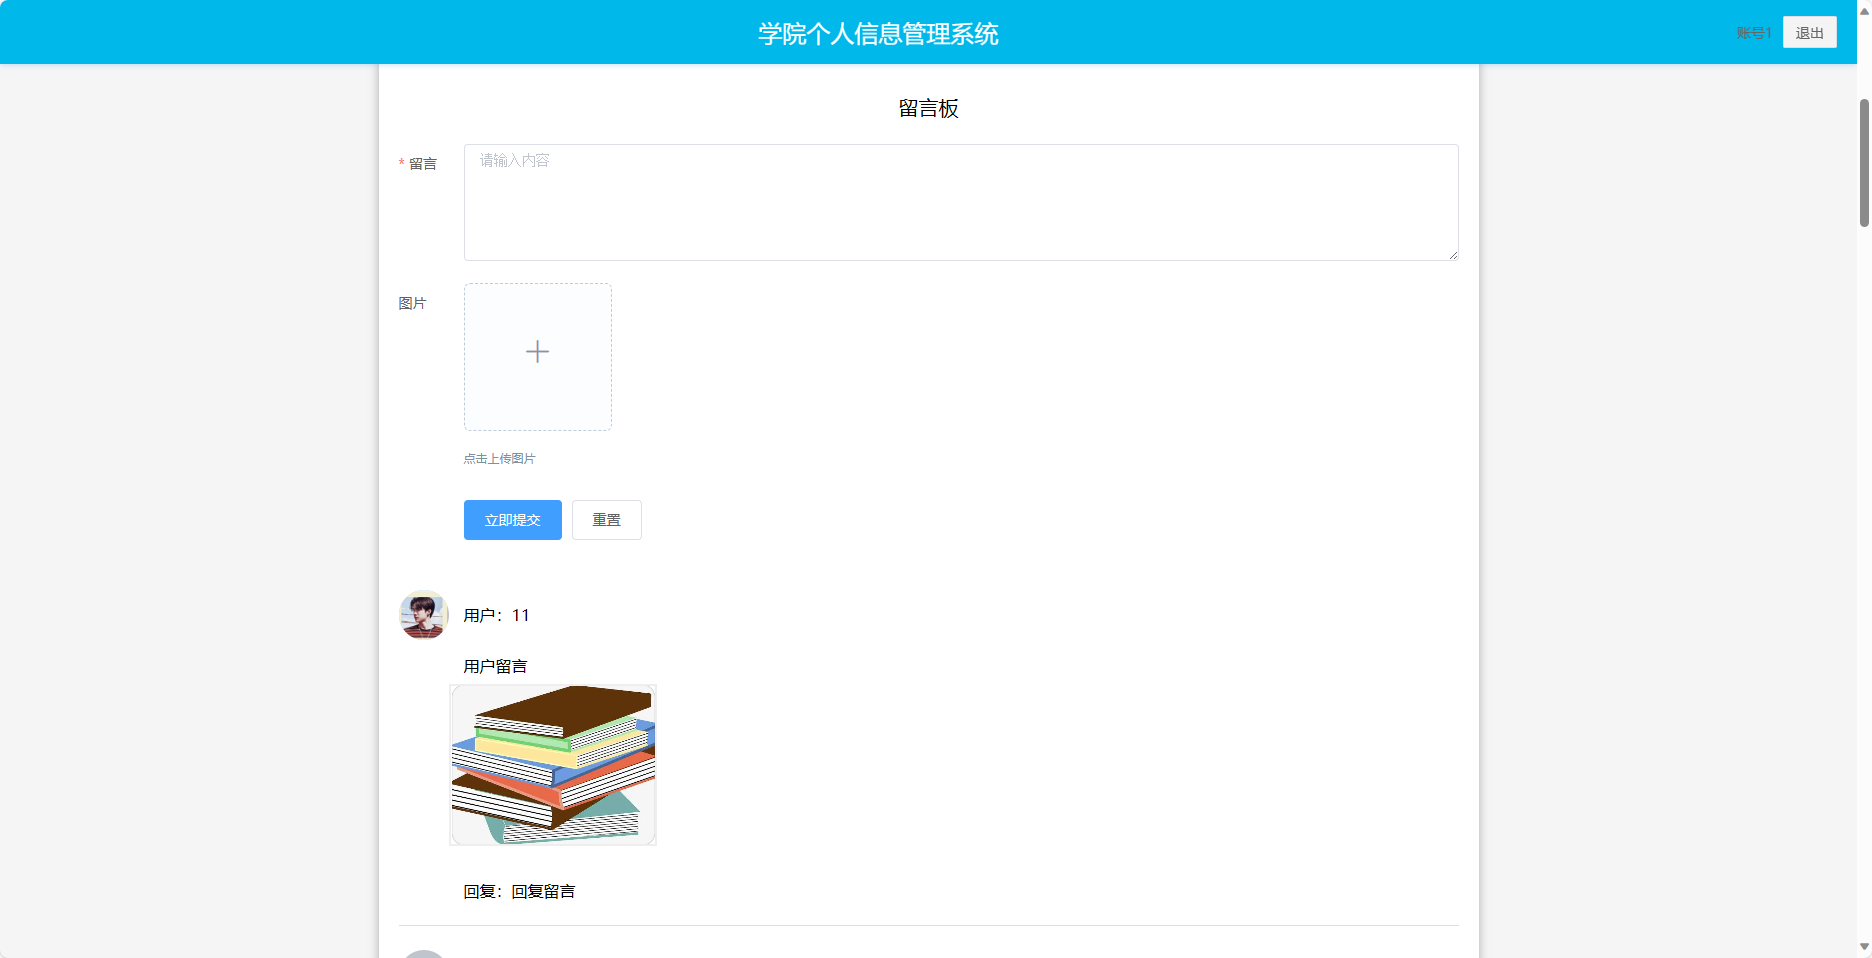 学院个人信息管理系统
账号1 退出
留言板
* 留言
请输入内容
图片
点击上传图片
立即提交 重置
用户：11
用户留言
回复：回复留言